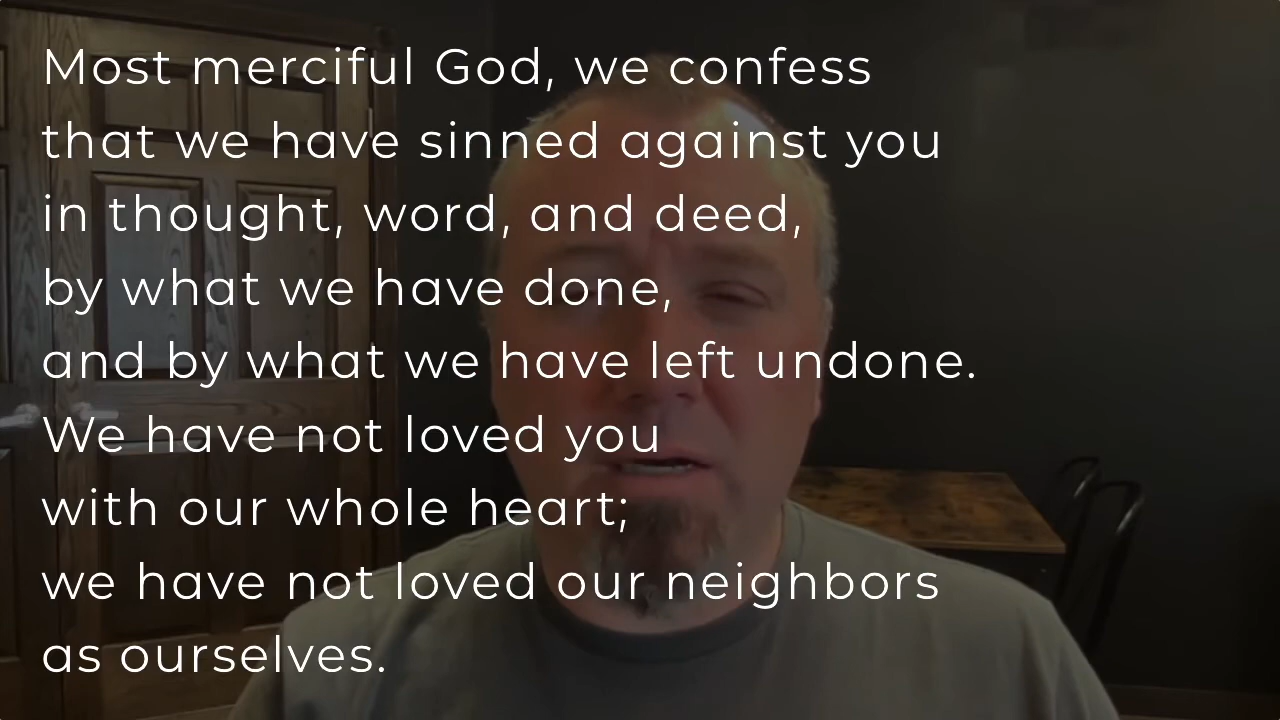 Most merciful God, we confess
that we have sinned against you
in thought, word, and deed,
by what we have done,
and by what we have left undone.
We have not loved you
with our whole heart;
we have not loved our neighbors
as ourselves.